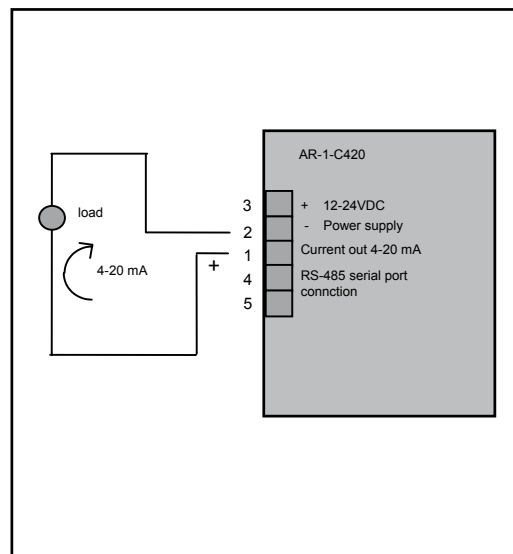 AR-1-C420
3 + 12-24VDC
2 - Power supply
1 Current out 4-20 mA
4 RS-485 serial port
connction
5
load
4-20 mA
+